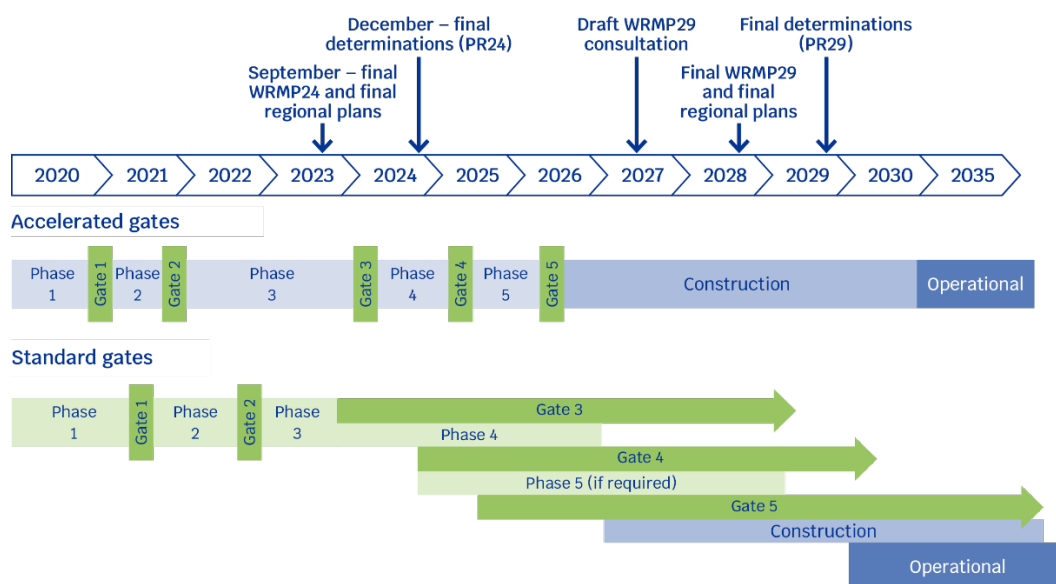 December – final
determinations (PR24)
September – final
WRMP24 and final
regional plans
Draft WRMP29
consultation
Final WRMP29
and final
regional plans
Final determinations
(PR29)
2020
2021
2022
2023
2024
2025
2026
2027
2028
2029
2030
2035
Accelerated gates
Phase
1
Gate 1
Phase
2
Gate 2
Phase
3
Gate 3
Phase
4
Gate 4
Phase
5
Gate 5
Construction
Operational
Standard gates
Phase
1
Gate 1
Phase
2
Gate 2
Phase
3
Gate 3
Phase 4
Gate 4
Phase 5 (if required)
Gate 5
Construction
Operational